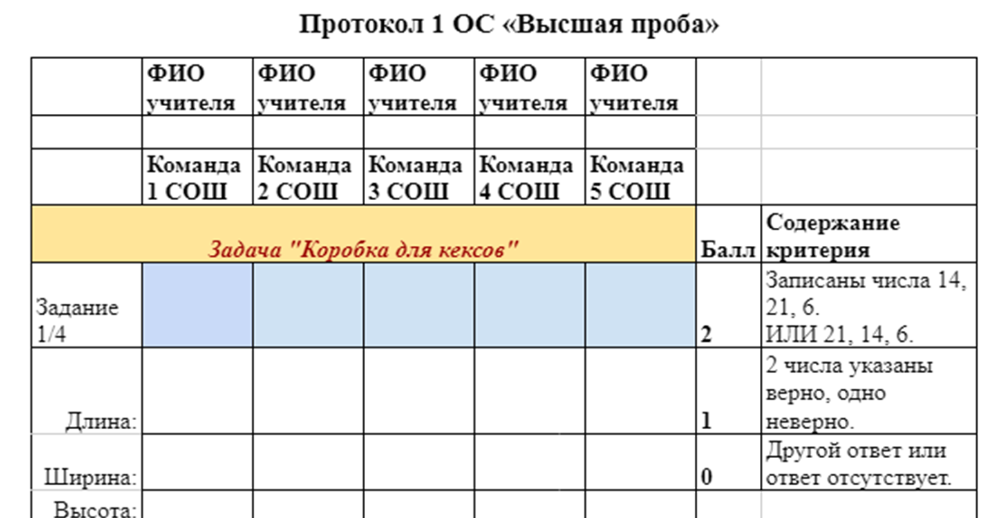 Протокол 1 ОС «Высшая проба»
ФИО учителя ФИО учителя ФИО учителя ФИО учителя ФИО учителя
Команда 1 СОШ Команда 2 СОШ Команда 3 СОШ Команда 4 СОШ Команда 5 СОШ
Задача "Коробка для кексов" Балл Содержание критерия
Задание 1/4 2 Записаны числа 14, 21, 6. ИЛИ 21, 14, 6.
Длина: 1 2 числа указаны верно, одно неверно.
Ширина: 0 Другой ответ или ответ отсутствует.
Высота: